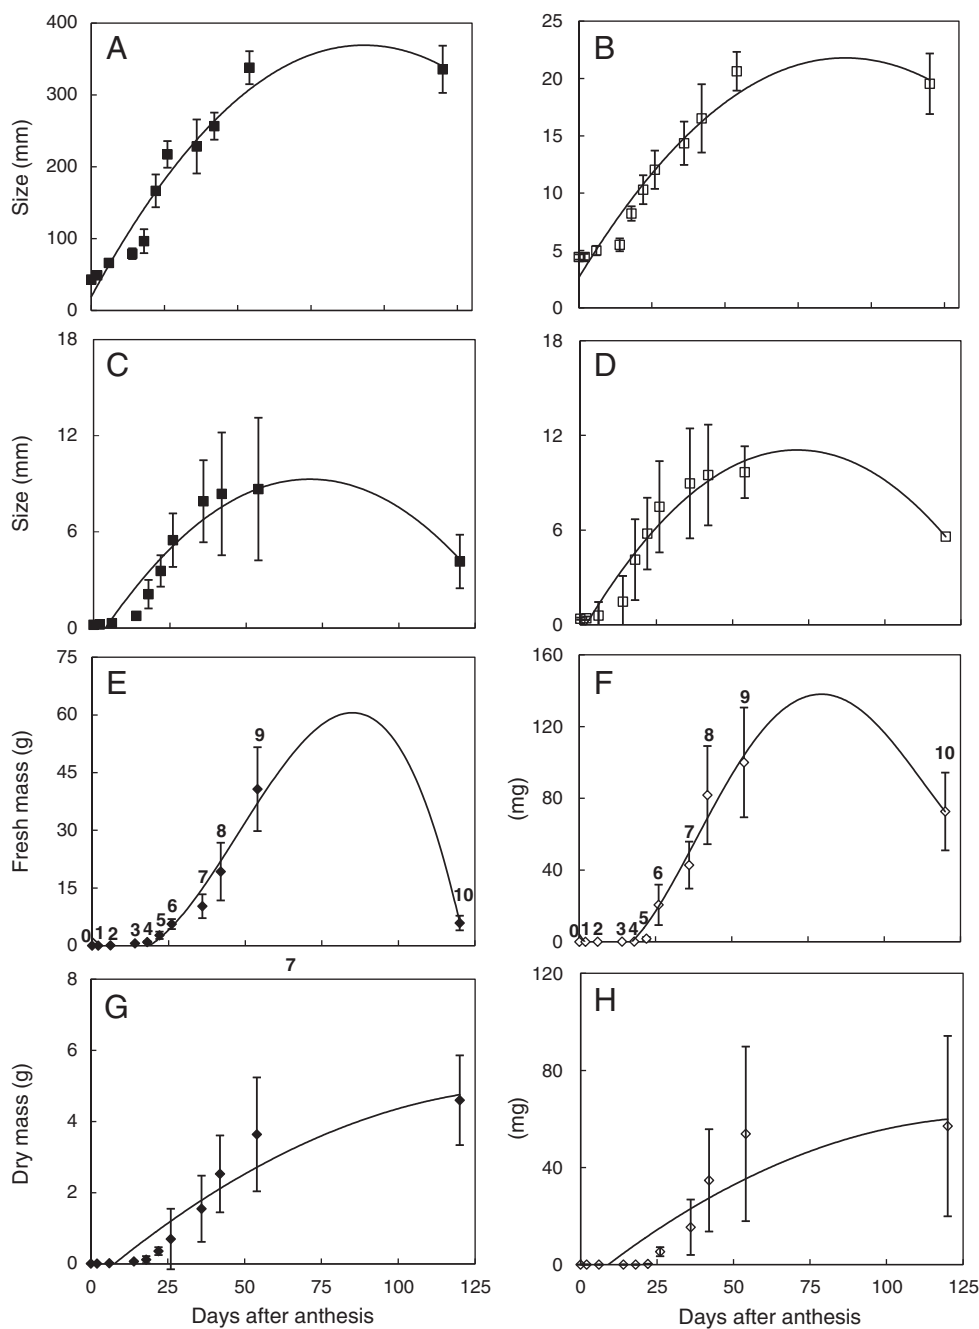 A
400
300
200
100
0
Size (mm)
B
25
20
15
10
5
0
C
18
12
6
0
Size (mm)
D
18
12
6
0
E
75
60
45
30
15
0
Fresh mass (g)
0 1 2 3 4 5 6 7 8 9 10
F
160
120
80
40
0
(mg)
0 1 2 3 4 5 6 7 8 9 10
7
G
8
6
4
2
0
Dry mass (g)
0 25 50 75 100 125
Days after anthesis
H
120
80
40
0
(mg)
0 25 50 75 100 125
Days after anthesis